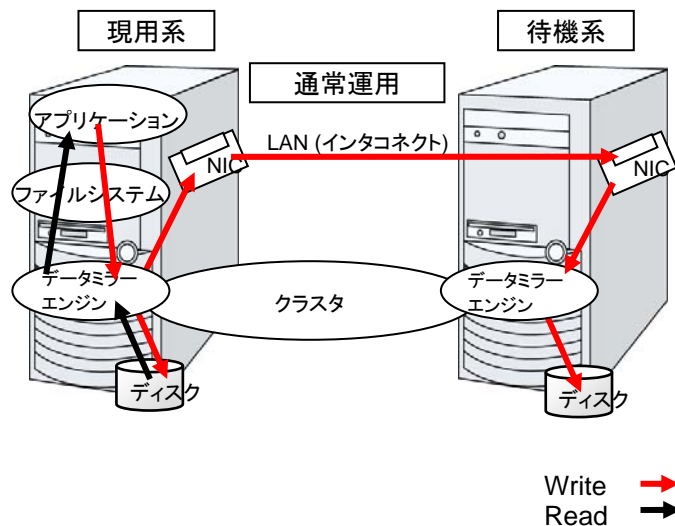 現用系
待機系
通常運用
アプリケーション
LAN (インタコネクト)
NIC
NIC
ファイルシステム
データミラー
エンジン
クラスタ
データミラー
エンジン
ディスク
ディスク
Write
Read